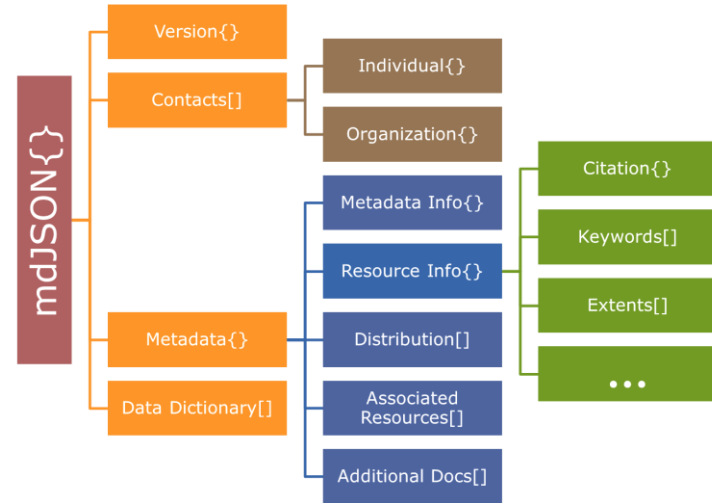 mdJSON{}
Version{}
Contacts[]
Individual{}
Organization{}
Metadata{}
Metadata Info{}
Resource Info{}
Citation{}
Keywords[]
Extents[]
...
Distribution[]
Associated
Resources[]
Additional Docs[]
Data Dictionary[]